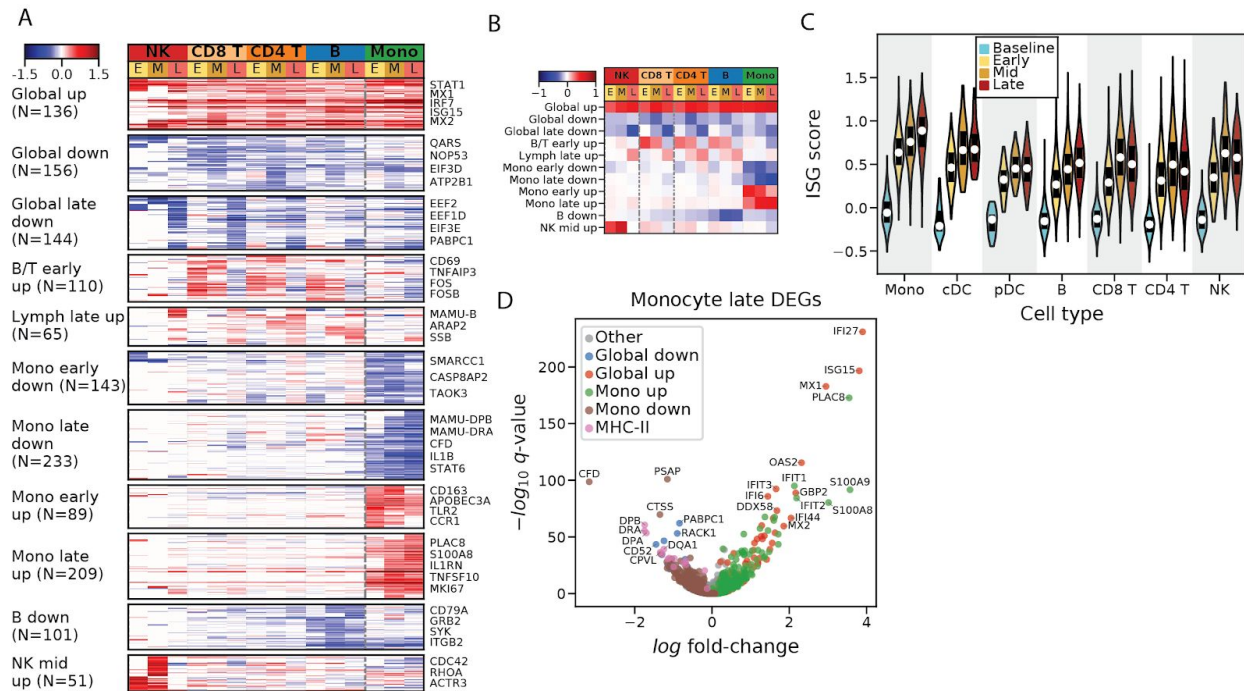 A
-1.5 0.0 1.5
NK CD8 T CD4 T B Mono
E M L E M L E M L E M L E M L
Global up
(N=136)
STAT1
MX1
IRF7
ISG15
MX2
Global down
(N=156)
QARS
NOP53
EIF3D
ATP2B1
Global late
down
(N=144)
EEF2
EEF1D
EIF3E
PABPC1
B/T early
up (N=110)
CD69
TNFAIP3
FOS
FOSB
Lymph late up
(N=65)
MAMU-B
ARAP2
SSB
Mono early
down (N=143)
SMARCC1
CASP8AP2
TAOK3
Mono late
down
(N=233)
MAMU-DPB
MAMU-DRA
CFD
IL1B
STAT6
Mono early
up (N=89)
CD163
APOBEC3A
TLR2
CCR1
Mono late
up (N=209)
PLAC8
S100A8
IL1RN
TNFSF10
MKI67
B down
(N=101)
CD79A
GRB2
SYK
ITGB2
NK mid
up (N=51)
CDC42
RHOA
ACTR3
B
−1 0 1
NK CD8 T CD4 T B Mono
E M L E M L E M L E M L E M L
Global up
Global down
Global late down
B/T early up
Lymph late up
Mono early down
Mono late down
Mono early up
Mono late up
B down
NK mid up
C
Baseline
Early
Mid
Late
ISG score
1.5
1.0
0.5
0.0
−0.5
Mono cDC pDC B CD8 T CD4 T NK
Cell type
D
Monocyte late DEGs
Other
Global down
Global up
Mono up
Mono down
MHC-II
−log10 q-value
200
150
100
50
0
IFI27
ISG15
MX1
PLAC8
OAS2
CFD
PSAP
IFIT1
IFIT3
S100A9
IFI6
GBP2
CTSS
DDX58
IFIT2
S100A8
DPB
PABPC1
IFI44
DRA
RACK1
MX2
DPA
DQA1
CD52
CPVL
−2 0 2 4
log fold-change